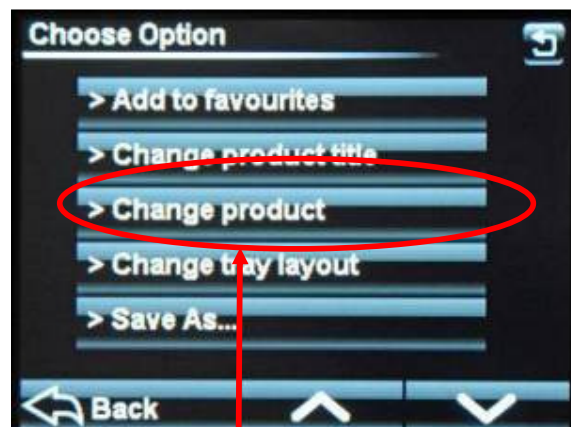 Choose Option
> Add to favourites
> Change product title
> Change product
> Change tray layout
> Save As...
Back